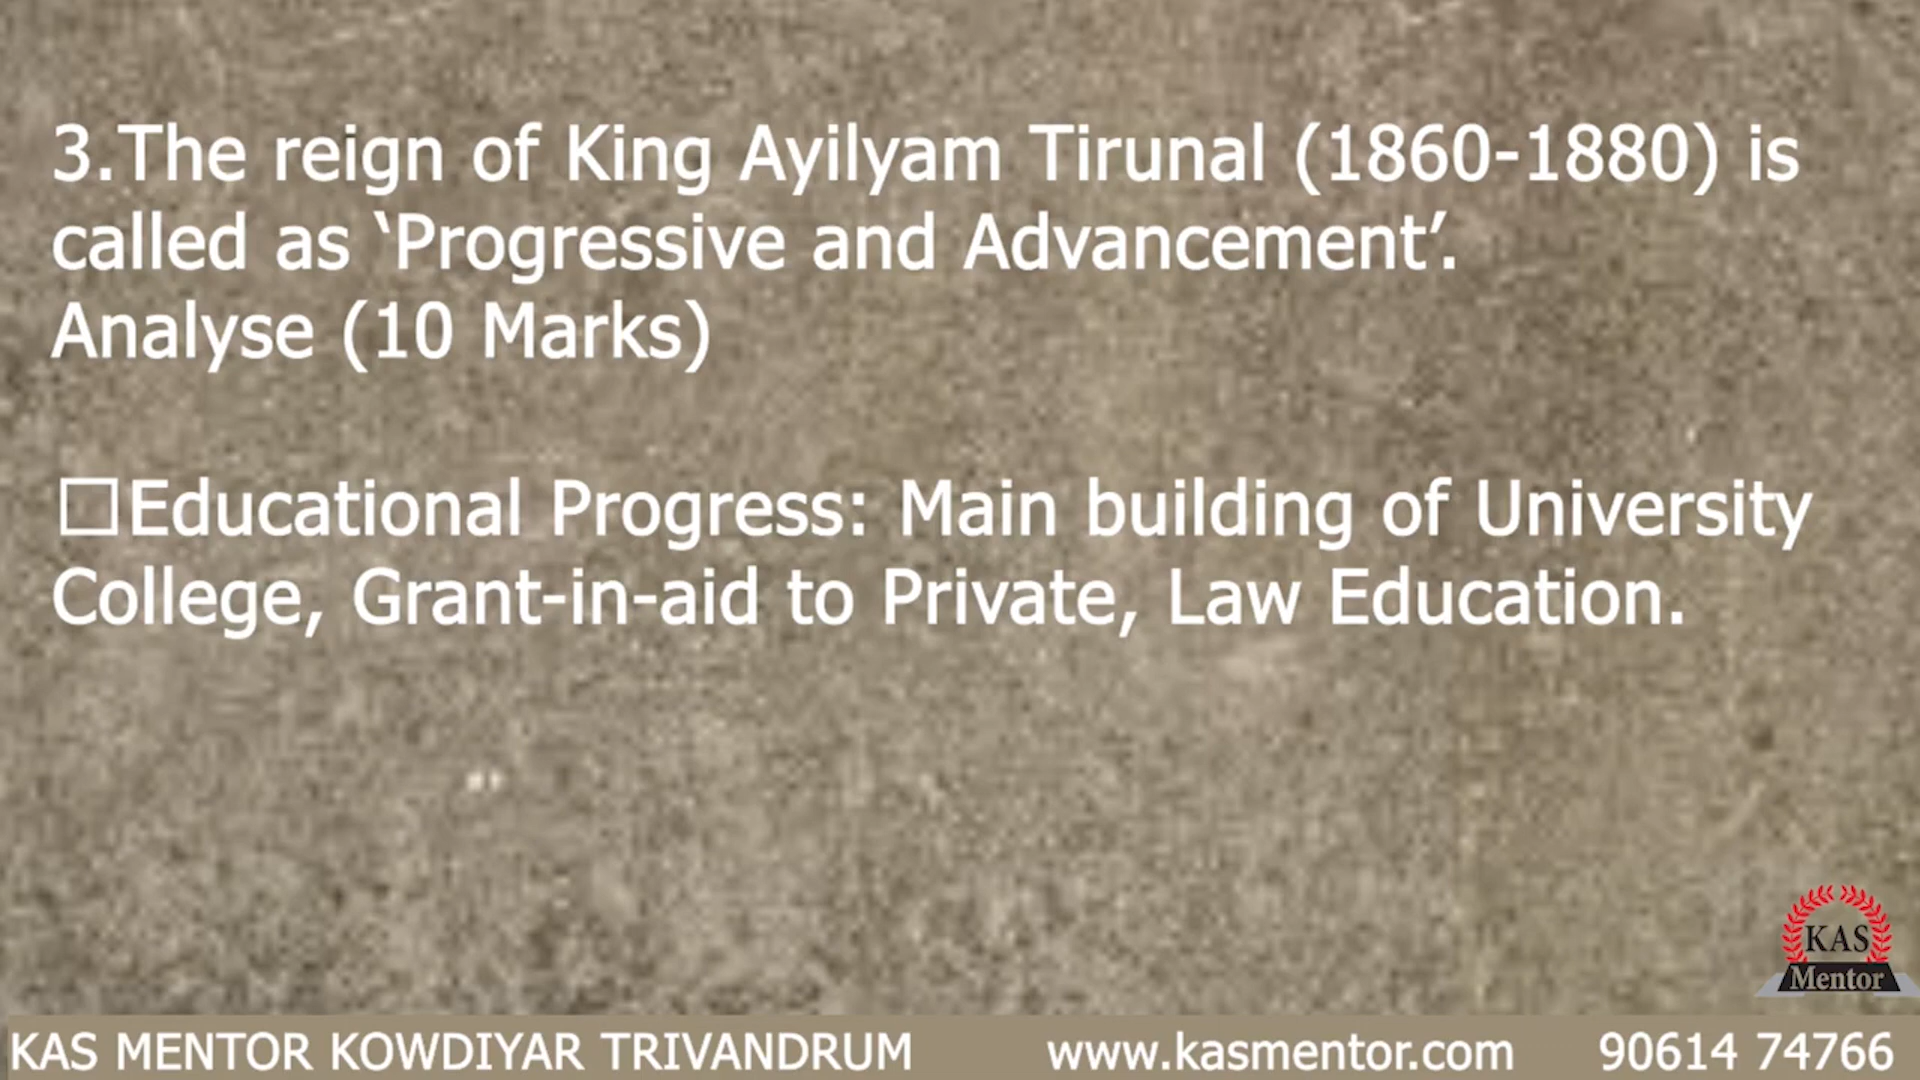 3.The reign of King Ayilyam Tirunal (1860-1880) is
called as ‘Progressive and Advancement’.
Analyse (10 Marks)
☐Educational Progress: Main building of University
College, Grant-in-aid to Private, Law Education.
KAS
Mentor
KAS MENTOR KOWDIYAR TRIVANDRUM www.kasmentor.com 90614 74766